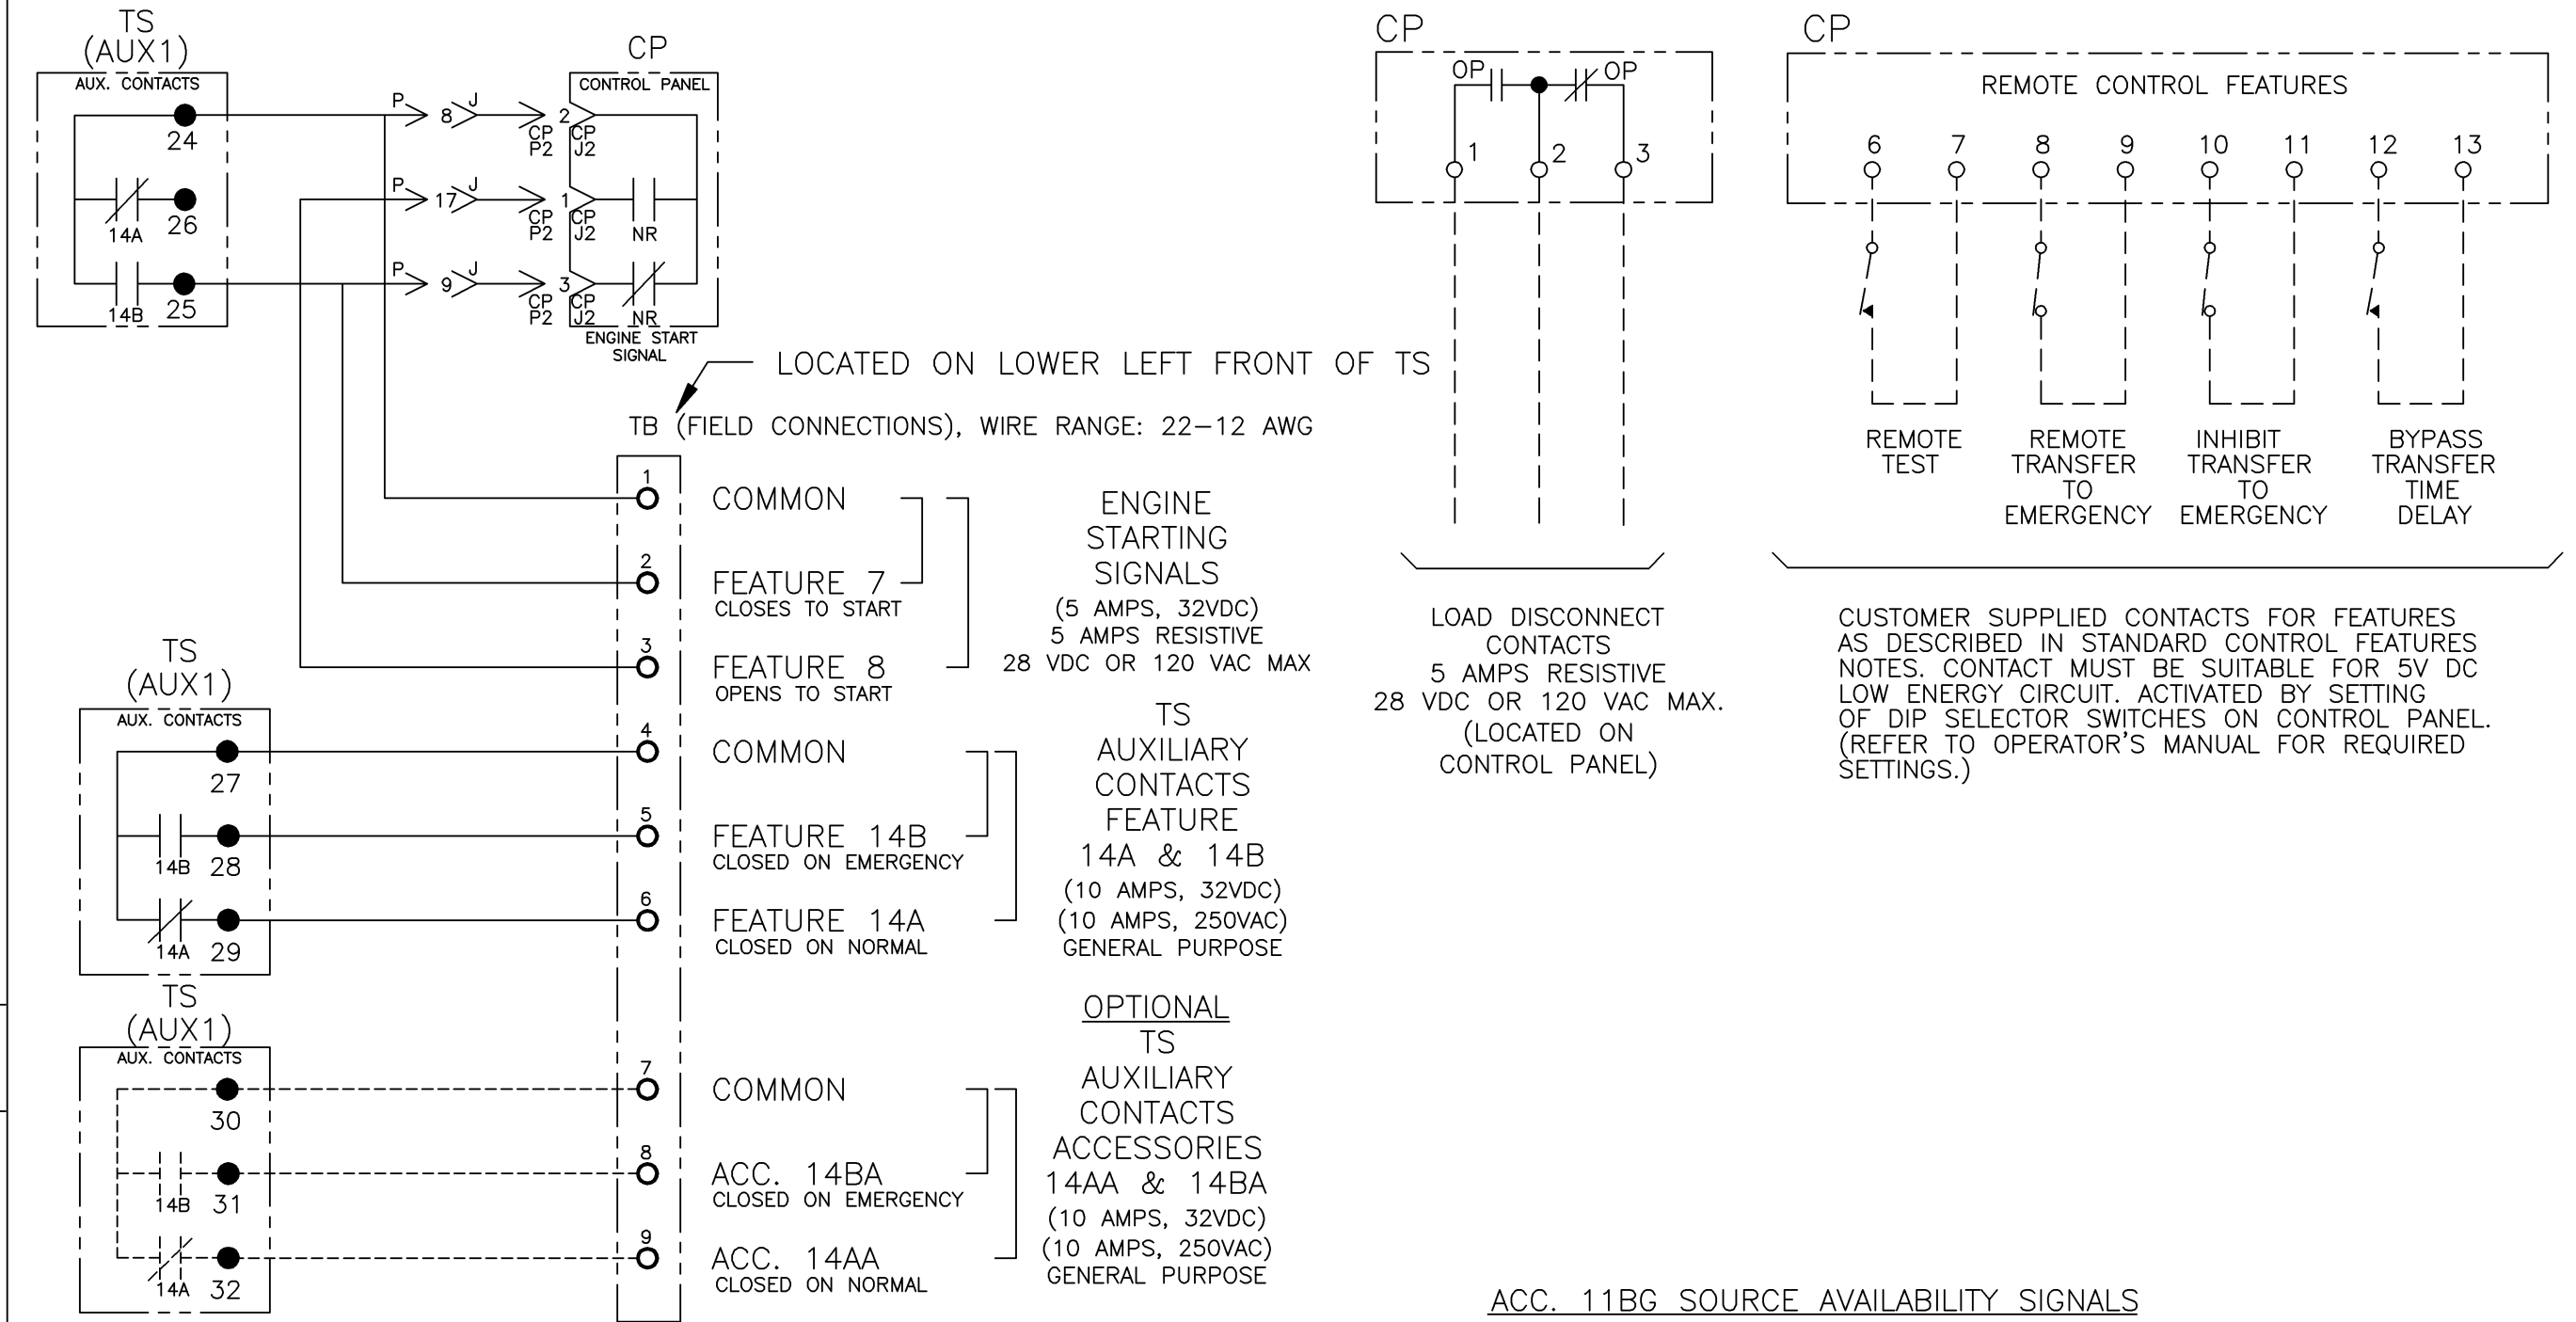 TS
(AUX1)
AUX. CONTACTS
24
14A
26
14B
25
P
8
J
CP
P2
2
CP
J2
P
17
J
CP
P2
1
CP
J2
NR
P
9
J
CP
P2
3
CP
J2
NR
CP
CONTROL PANEL
ENGINE START
SIGNAL
LOCATED ON LOWER LEFT FRONT OF TS
TB (FIELD CONNECTIONS), WIRE RANGE: 22-12 AWG
1
COMMON
2
FEATURE 7
CLOSES TO START
3
FEATURE 8
OPENS TO START
ENGINE
STARTING
SIGNALS
(5 AMPS, 32VDC)
5 AMPS RESISTIVE
28 VDC OR 120 VAC MAX
TS
(AUX1)
AUX. CONTACTS
27
14B
28
14A
29
4
COMMON
5
FEATURE 14B
CLOSED ON EMERGENCY
6
FEATURE 14A
CLOSED ON NORMAL
TS
AUXILIARY
CONTACTS
FEATURE
14A & 14B
(10 AMPS, 32VDC)
(10 AMPS, 250VAC)
GENERAL PURPOSE
TS
(AUX1)
AUX. CONTACTS
30
14B
31
14A
32
7
COMMON
8
ACC. 14BA
CLOSED ON EMERGENCY
9
ACC. 14AA
CLOSED ON NORMAL
OPTIONAL
TS
AUXILIARY
CONTACTS
ACCESSORIES
14AA & 14BA
(10 AMPS, 32VDC)
(10 AMPS, 250VAC)
GENERAL PURPOSE
CP
OP
OP
1
2
3
LOAD DISCONNECT
CONTACTS
5 AMPS RESISTIVE
28 VDC OR 120 VAC MAX.
(LOCATED ON
CONTROL PANEL)
CP
REMOTE CONTROL FEATURES
6 7 8 9 10 11 12 13
REMOTE
TEST
REMOTE
TRANSFER
TO
EMERGENCY
INHIBIT
TRANSFER
TO
EMERGENCY
BYPASS
TRANSFER
TIME
DELAY
CUSTOMER SUPPLIED CONTACTS FOR FEATURES
AS DESCRIBED IN STANDARD CONTROL FEATURES
NOTES. CONTACT MUST BE SUITABLE FOR 5V DC
LOW ENERGY CIRCUIT. ACTIVATED BY SETTING
OF DIP SELECTOR SWITCHES ON CONTROL PANEL.
(REFER TO OPERATOR'S MANUAL FOR REQUIRED
SETTINGS.)
ACC. 11BG SOURCE AVAILABILITY SIGNALS